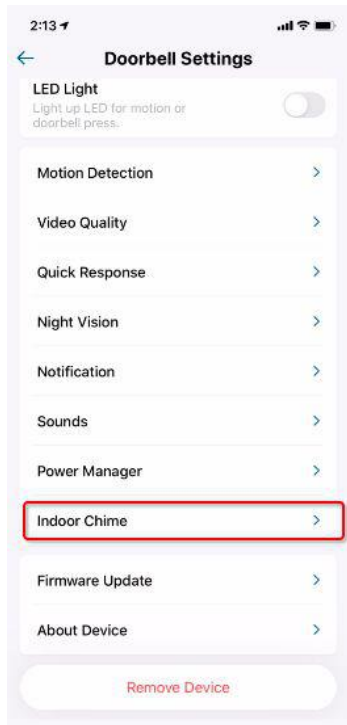 2:13
Doorbell Settings
LED Light
Light up LED for motion or
doorbell press.
Motion Detection
Video Quality
Quick Response
Night Vision
Notification
Sounds
Power Manager
Indoor Chime
Firmware Update
About Device
Remove Device